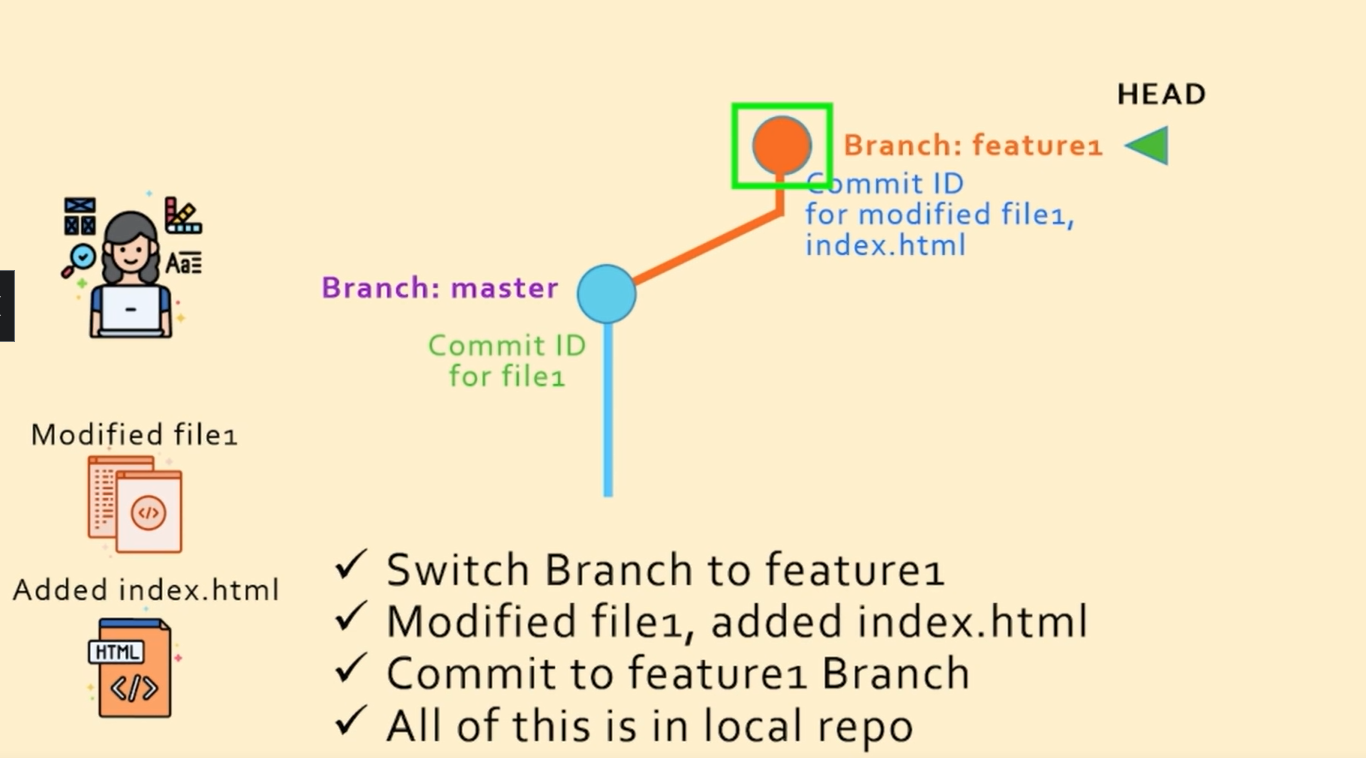 HEAD
Branch: feature1
Commit ID
for modified file1,
index.html
Aa
Branch: master
Commit ID
for file1
Modified file1
</>
Added index.html
HTML
</>
✓ Switch Branch to feature1
✓ Modified file1, added index.html
✓ Commit to feature1 Branch
✓ All of this is in local repo